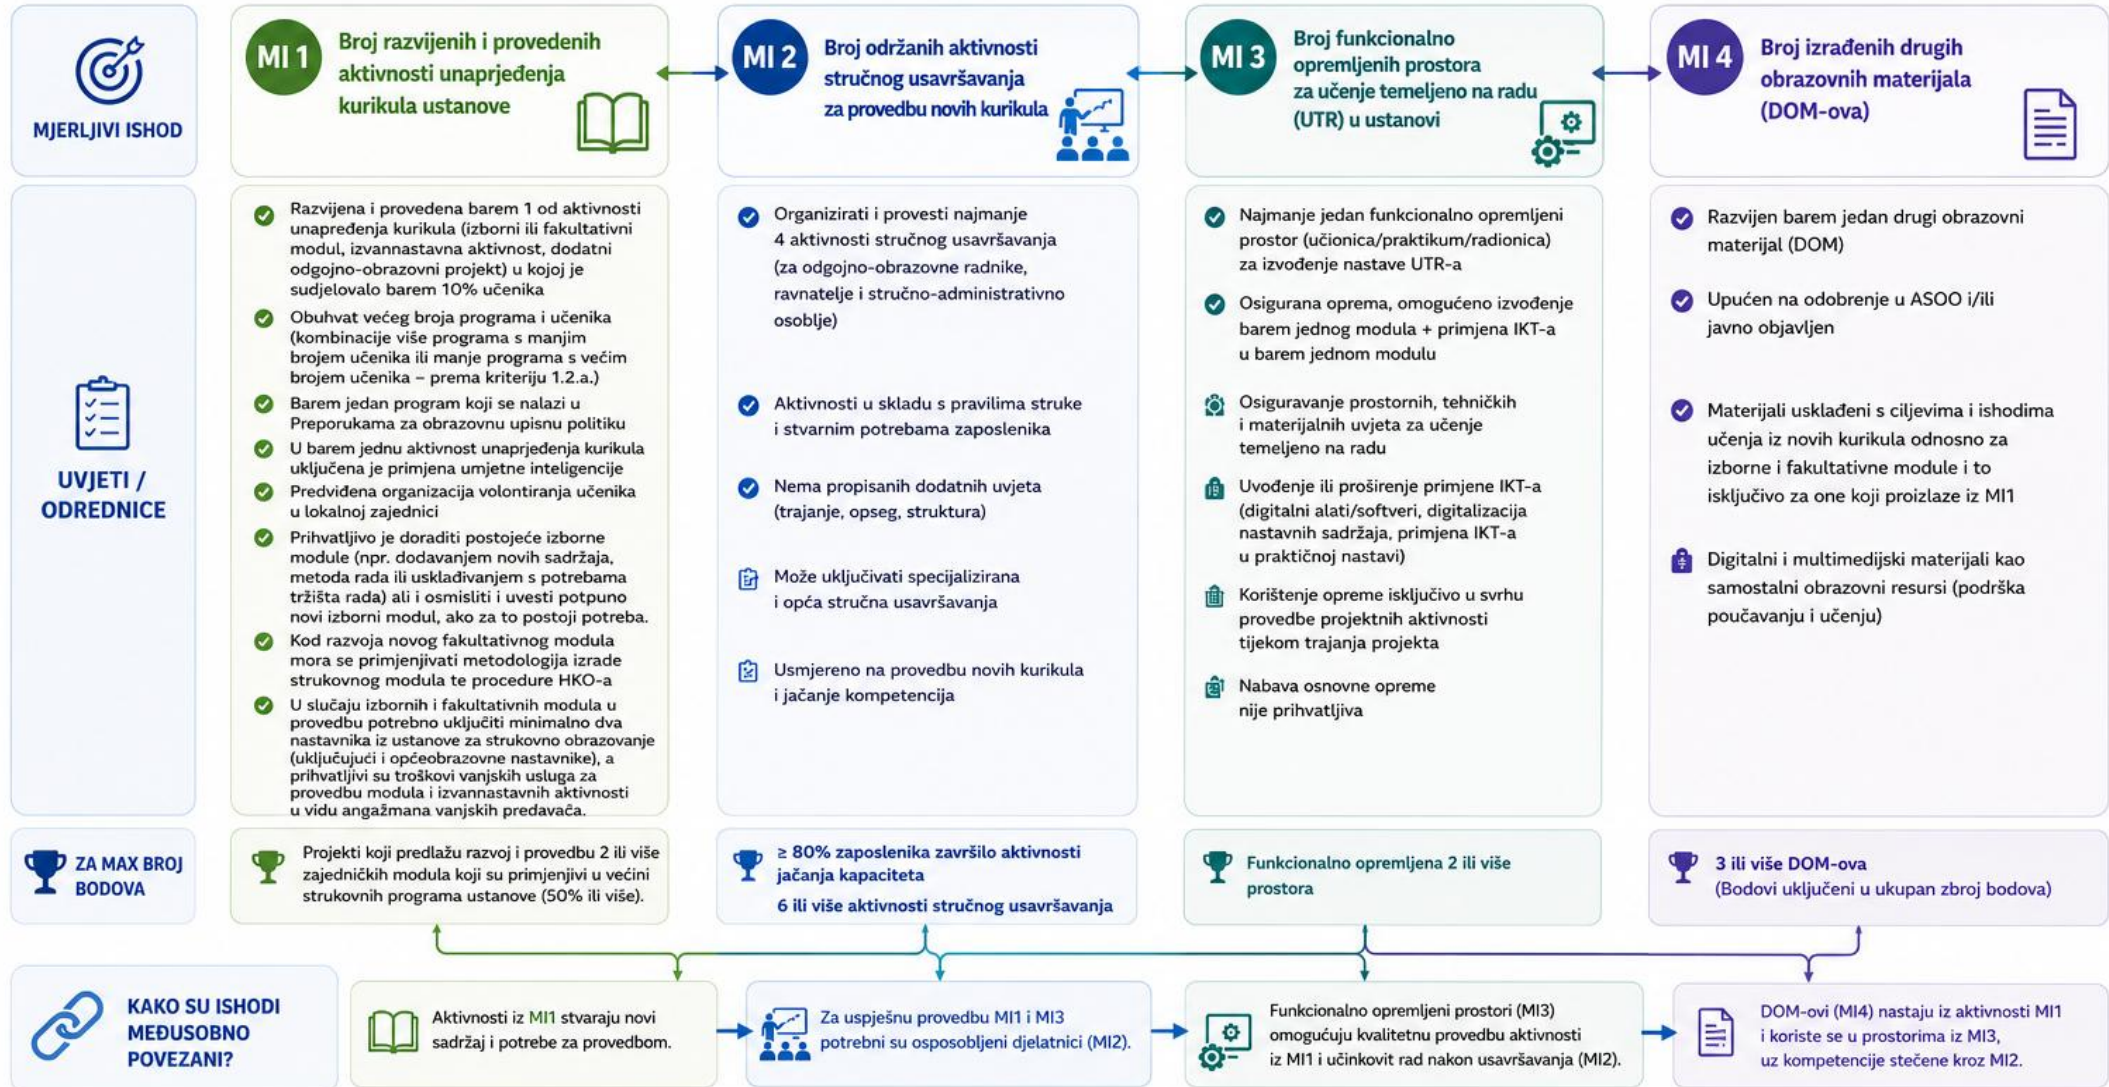 MJERLJIVI ISHOD
MI 1
Broj razvijenih i provedenih
aktivnosti unaprjeđenja
kurikula ustanove
MI 2
Broj održanih aktivnosti
stručnog usavršavanja
za provedbu novih kurikula
MI 3
Broj funkcionalno
opremljenih prostora
za učenje temeljeno na radu
(UTR) u ustanovi
MI 4
Broj izrađenih drugih
obrazovnih materijala
(DOM-ova)
UVJETI /
ODREDNICE
Razvijena i provedena barem 1 od aktivnosti
unapređenja kurikula (izborni ili fakultativni
modul, izvannastavna aktivnost, dodatni
odgojno-obrazovni projekt) u kojoj je
sudjelovalo barem 10% učenika
Obuhvat većeg broja programa i učenika
(kombinacije više programa s manjim
brojem učenika ili manje programa s večim
brojem učenika – prema kriteriju 1.2.a.)
Barem jedan program koji se nalazi u
Preporukama za obrazovnu upisnu politiku
U barem jednu aktivnost unaprjeđenja kurikula
uključena je primjena umjetne inteligencije
Predviđena organizacija volontiranja učenika
u lokalnoj zajednici
Prihvatljivo je doraditi postojeće izborne
module (npr. dodavanjem novih sadržaja,
metoda rada ili usklađivanjem s potrebama
tržišta rada) ali i osmisliti i uvesti potpuno
novi izborni modul, ako za to postoji potreba.
Kod razvoja novog fakultativnog modula
mora se primjenjivati metodologija izrade
strukovnog modula te procedure HKO-a
U slučaju izbornih i fakultativnih modula u
provedbu potrebno uključiti minimalno dva
nastavnika iz ustanove za strukovno obrazovanje
(uključujući i općeobrazovne nastavnike), a
prihvatljivi su troškovi vanjskih usluga za
provedbu modula i izvannastavnih aktivnosti
u vidu angažmana vanjskih predavača.
Organizirati i provesti najmanje
4 aktivnosti stručnog usavršavanja
(za odgojno-obrazovne radnike,
ravnatelje i stručno-administrativno
osoblje)
Aktivnosti u skladu s pravilima struke
i stvarnim potrebama zaposlenika
Nema propisanih dodatnih uvjeta
(trajanje, opseg, struktura)
Može uključivati specijalizirana
i opća stručna usavršavanja
Usmjereno na provedbu novih kurikula
i jačanje kompetencija
Najmanje jedan funkcionalno opremljeni
prostor (učionica/praktikum/radionica)
za izvođenje nastave UTR-a
Osigurana oprema, omogućeno izvođenje
barem jednog modula + primjena IKT-a
u barem jednom modulu
Osiguravanje prostornih, tehničkih
i materijalnih uvjeta za učenje
temeljeno na radu
Uvođenje ili proširenje primjene IKT-a
(digitalni alati/softveri, digitalizacija
nastavnih sadržaja, primjena IKT-a
u praktičnoj nastavi)
Korištenje opreme isključivo u svrhu
provedbe projektnih aktivnosti
tijekom trajanja projekta
Nabava osnovne opreme
nije prihvatljiva
Razvijen barem jedan drugi obrazovni
materijal (DOM)
Upućen na odobrenje u ASOO i/ili
javno objavljen
Materijali usklađeni s ciljevima i ishodima
učenja iz novih kurikula odnosno za
izborne i fakultativne module i to
isključivo za one koji proizlaze iz MI1
Digitalni i multimedijski materijali kao
samostalni obrazovni resursi (podrška
poučavanju i učenju)
ZA MAX BROJ
BODOVA
Projekti koji predlažu razvoj i provedbu 2 ili više
zajedničkih modula koji su primjenjivi u većini
strukovnih programa ustanove (50% ili više).
≥ 80% zaposlenika završilo aktivnosti
jačanja kapaciteta
6 ili više aktivnosti stručnog usavršavanja
Funkcionalno opremljena 2 ili više
prostora
3 ili više DOM-ova
(Bodovi uključeni u ukupan zbroj bodova)
KAKO SU ISHODI
MEĐUSOBNO
POVEZANI?
Aktivnosti iz MI1 stvaraju novi
sadržaj i potrebe za provedbom.
Za uspješnu provedbu MI1 i MI3
potrebni su osposobljeni djelatnici (MI2).
Funkcionalno opremljeni prostori (MI3)
omogućuju kvalitetnu provedbu aktivnosti
iz MI1 i učinkovit rad nakon usavršavanja (MI2).
DOM-ovi (MI4) nastaju iz aktivnosti MI1
i koriste se u prostorima iz MI3,
uz kompetencije stečene kroz MI2.